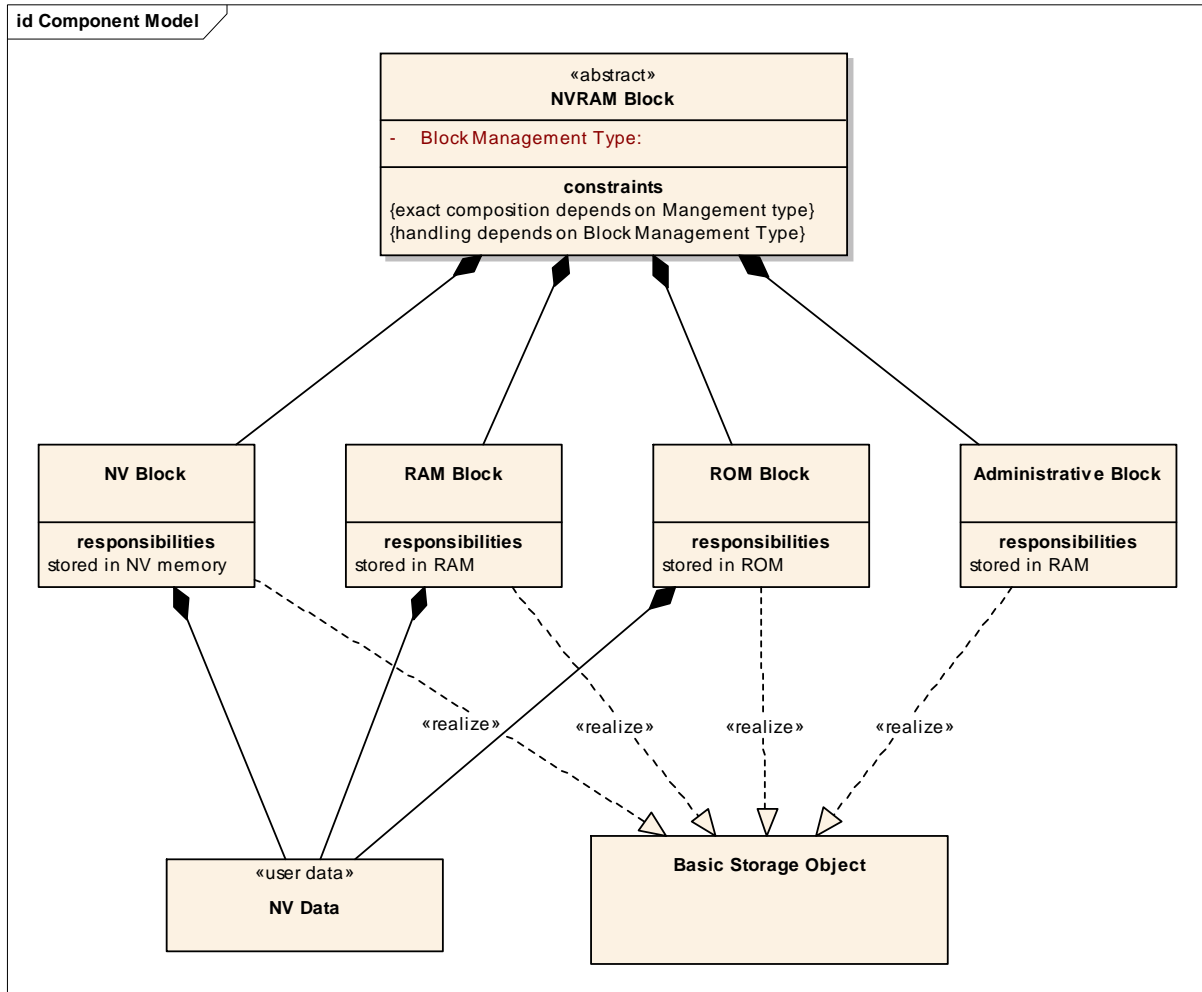 id Component Model
«abstract»
NVRAM Block
- Block Management Type:
constraints
{exact composition depends on Mangement type}
{handling depends on Block Management Type}
NV Block
responsibilities
stored in NV memory
RAM Block
responsibilities
stored in RAM
ROM Block
responsibilities
stored in ROM
Administrative Block
responsibilities
stored in RAM
«realize»
«realize»
«realize»
«realize»
«user data»
NV Data
Basic Storage Object